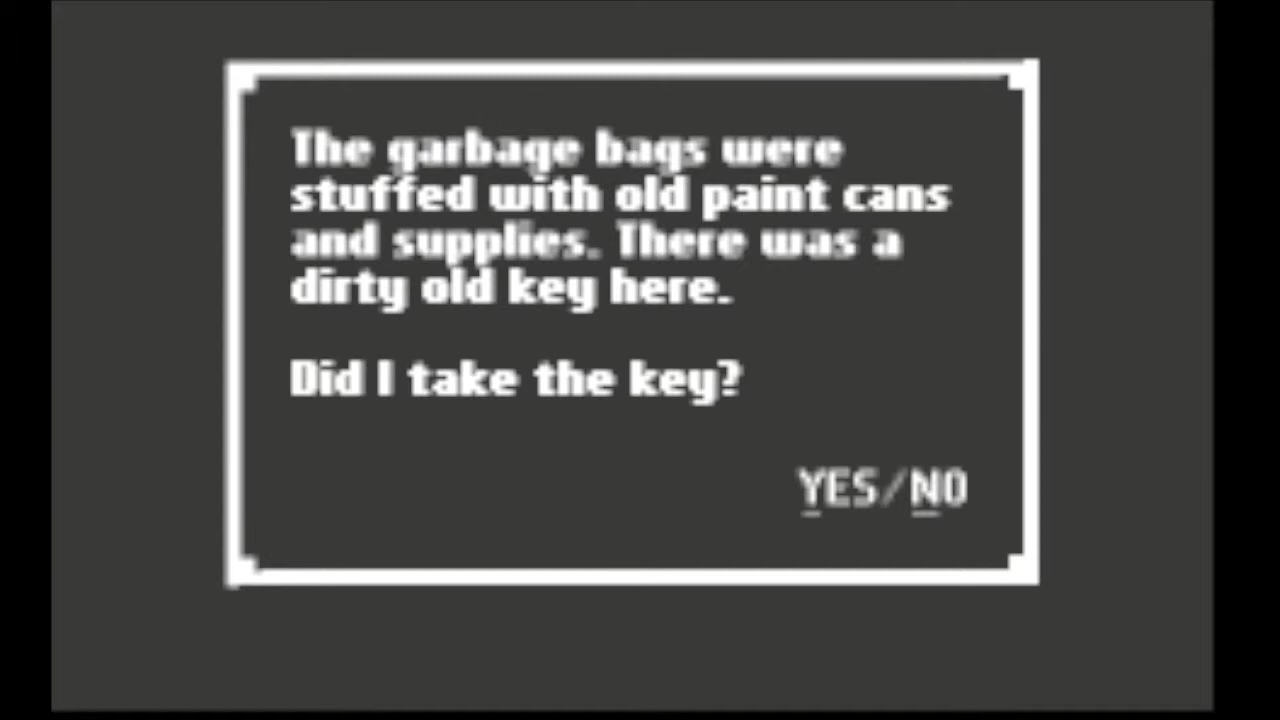 The garbage bags were
stuffed with old paint cans
and supplies. There was a
dirty old key here.
Did I take the key?
YES/NO